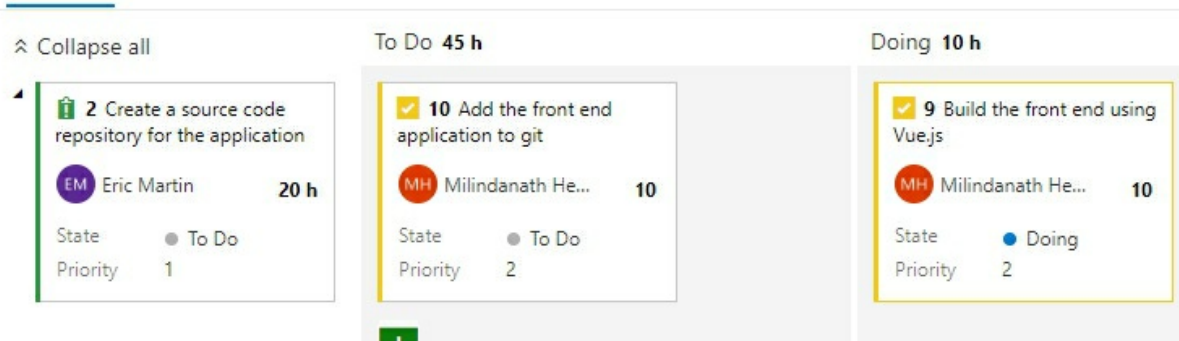 Collapse all
To Do 45 h
Doing 10 h
2 Create a source code
repository for the application
EM Eric Martin 20 h
State To Do
Priority 1
10 Add the front end
application to git
MH Milindanath He... 10
State To Do
Priority 2
9 Build the front end using
Vue.js
MH Milindanath He... 10
State Doing
Priority 2